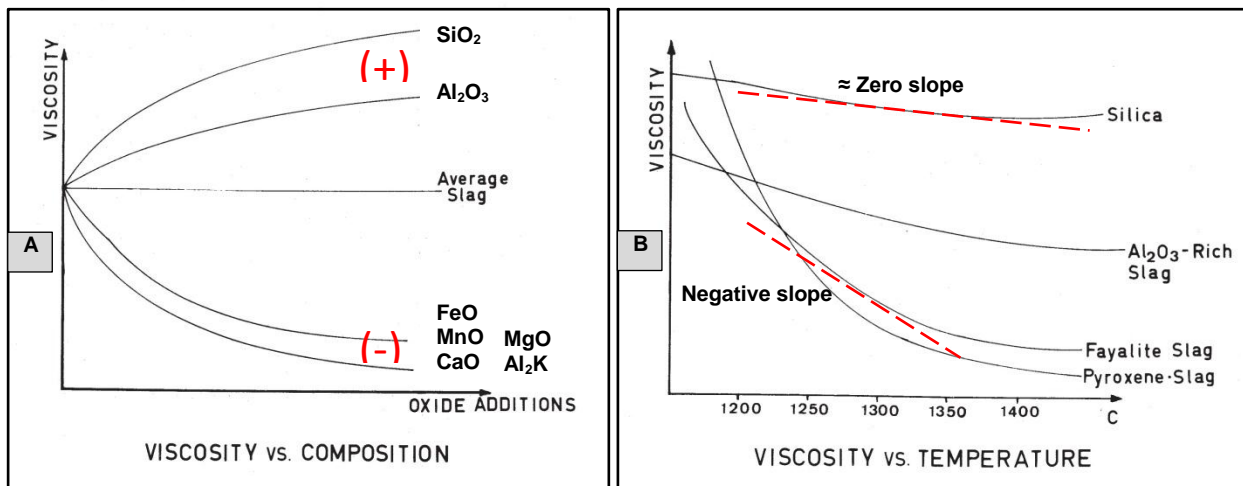 VISCOSITY
SiO₂
(+)
Al₂O₃
Average
Slag
A
FeO
MnO MgO
(-)
CaO Al₂K
OXIDE ADDITIONS
VISCOSITY vs. COMPOSITION
VISCOSITY
≈ Zero slope
Silica
B
Al₂O₃-Rich
Slag
Negative slope
Fayalite Slag
Pyroxene-Slag
1200 1250 1300 1350 1400 C
VISCOSITY vs. TEMPERATURE